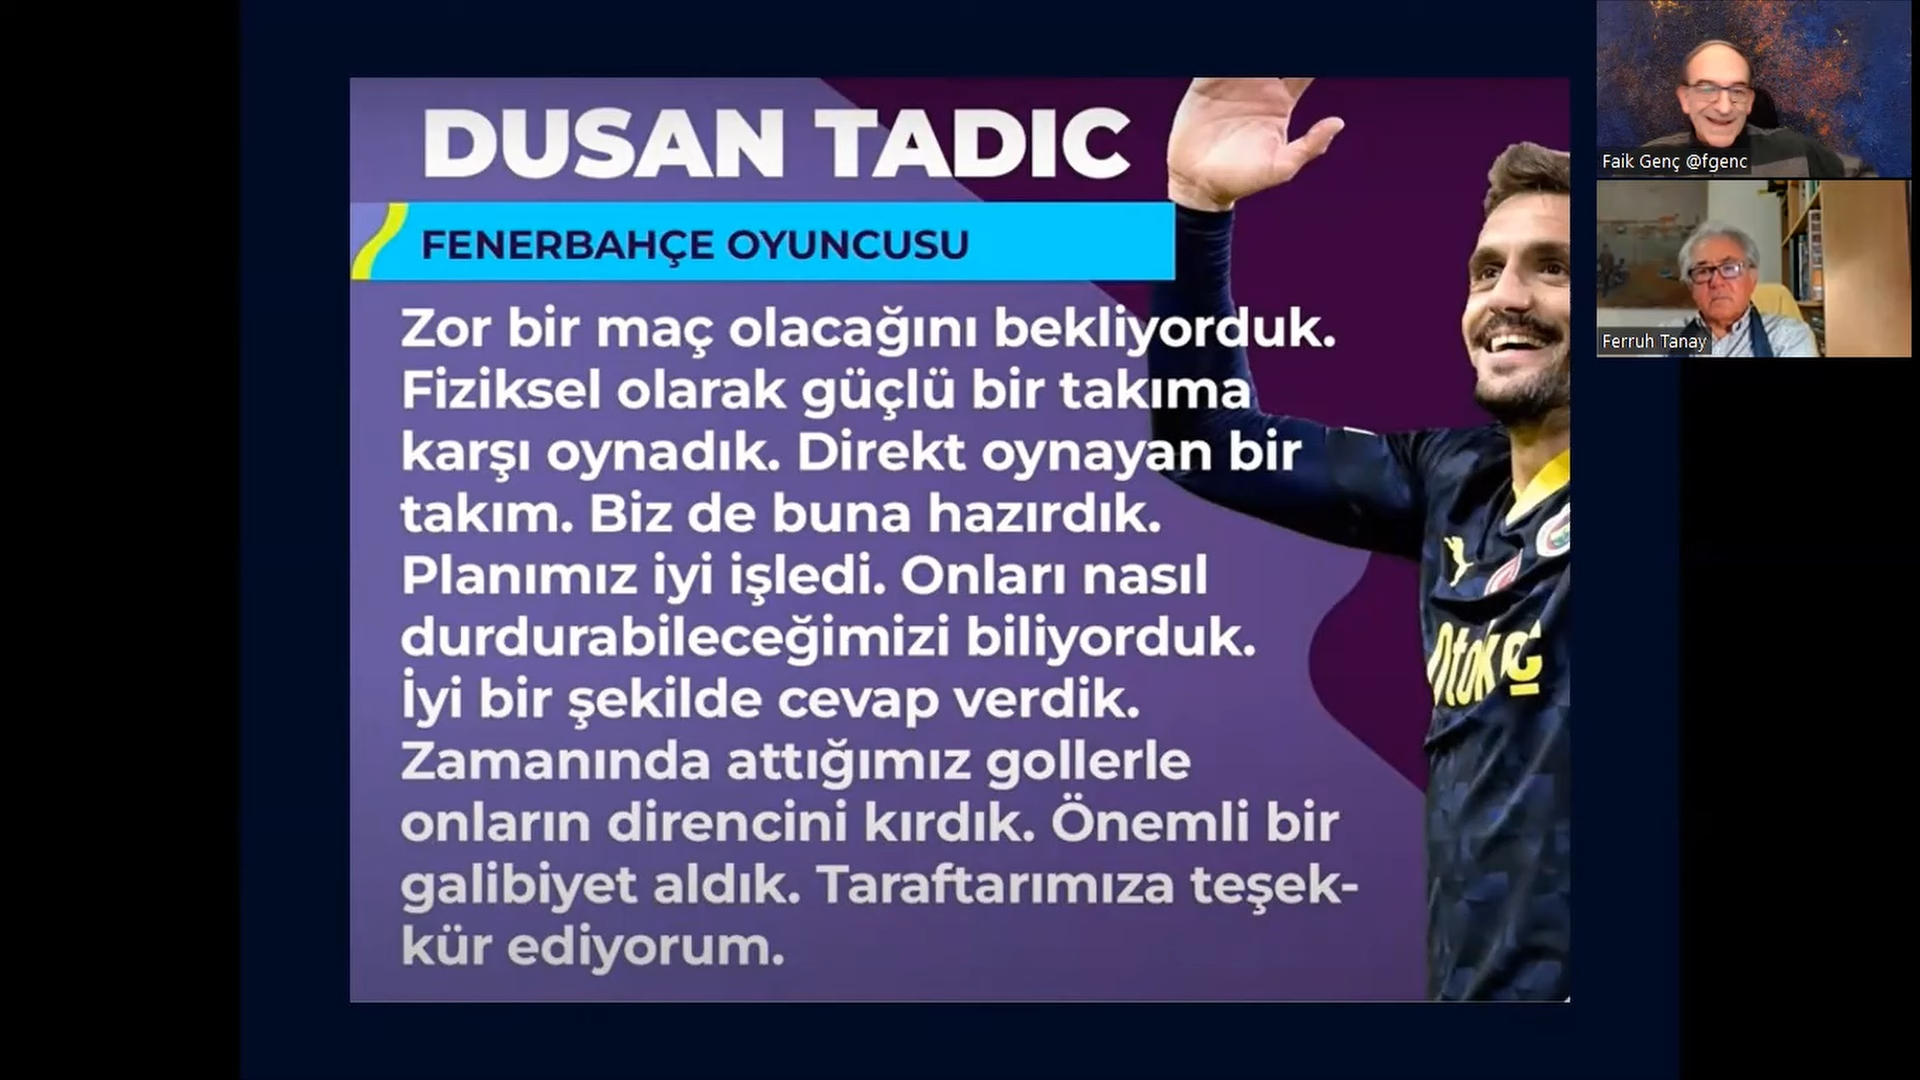 DUSAN TADIC
FENERBAHÇE OYUNCUSU
Zor bir maç olacağını bekliyorduk.
Fiziksel olarak güçlü bir takıma
karşı oynadık. Direkt oynayan bir
takım. Biz de buna hazırdık.
Planımız iyi işledi. Onları nasıl
durdurabileceğimizi biliyorduk.
İyi bir şekilde cevap verdik.
Zamanında attığımız gollerle
onların direncini kırdık. Önemli bir
galibiyet aldık. Taraftarımıza teşek-
kür ediyorum.
Otokoç
Faik Genç @fgenc
Ferruh Tanay